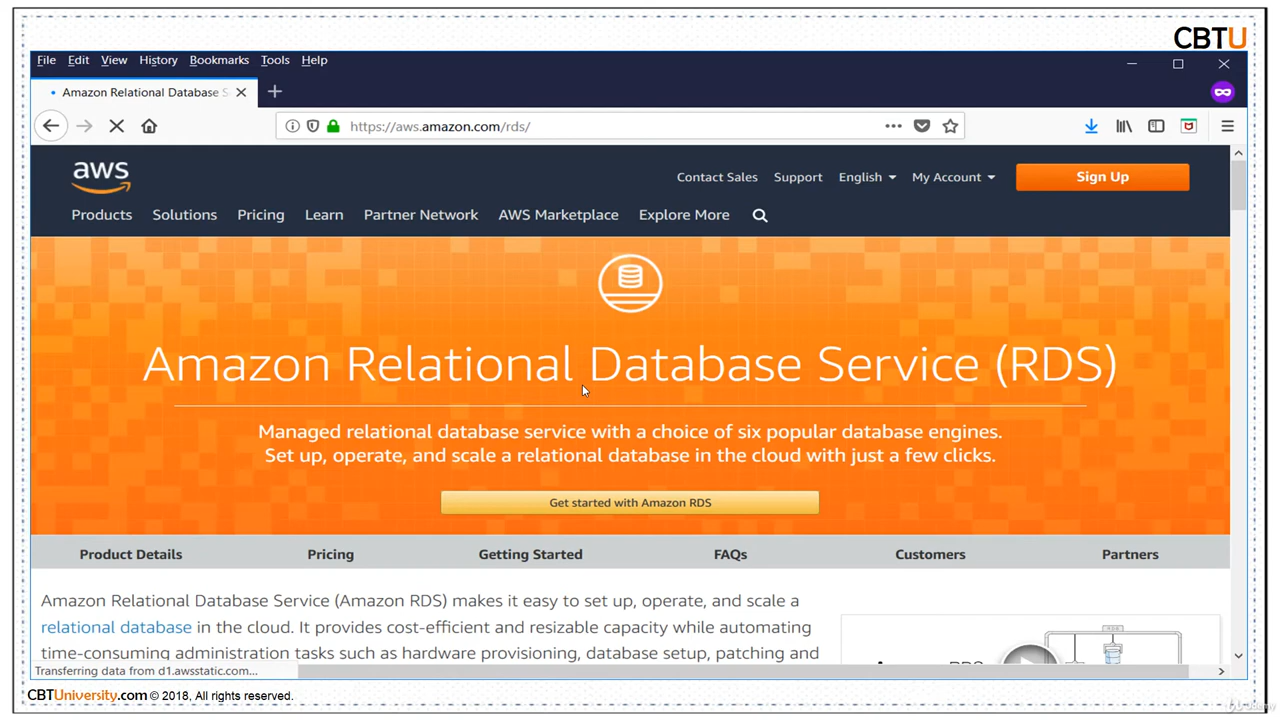 CBTU
File Edit View History Bookmarks Tools Help
Amazon Relational Database S
https://aws.amazon.com/rds/
aws
Contact Sales Support English My Account Sign Up
Products Solutions Pricing Learn Partner Network AWS Marketplace Explore More
Amazon Relational Database Service (RDS)
Managed relational database service with a choice of six popular database engines.
Set up, operate, and scale a relational database in the cloud with just a few clicks.
Get started with Amazon RDS
Product Details Pricing Getting Started FAQs Customers Partners
Amazon Relational Database Service (Amazon RDS) makes it easy to set up, operate, and scale a
relational database in the cloud. It provides cost-efficient and resizable capacity while automating
time-consuming administration tasks such as hardware provisioning, database setup, patching and
Transferring data from d1.awsstatic.com...
CBTUniversity.com © 2018, All rights reserved.